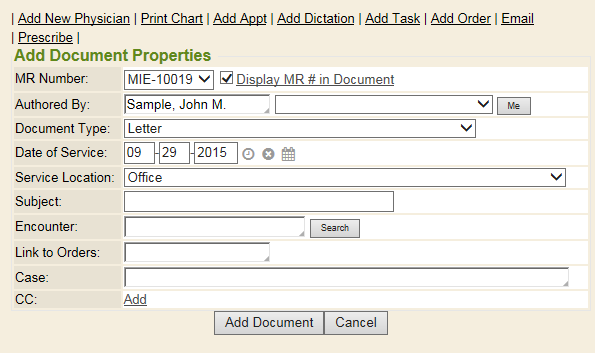 | Add New Physician | Print Chart | Add Appt | Add Dictation | Add Task | Add Order | Email
| Prescribe |
Add Document Properties
MR Number: MIE-10019 Display MR # in Document
Authored By: Sample, John M. Me
Document Type: Letter
Date of Service: 09-29-2015
Service Location: Office
Subject:
Encounter: Search
Link to Orders:
Case:
CC: Add
Add Document Cancel